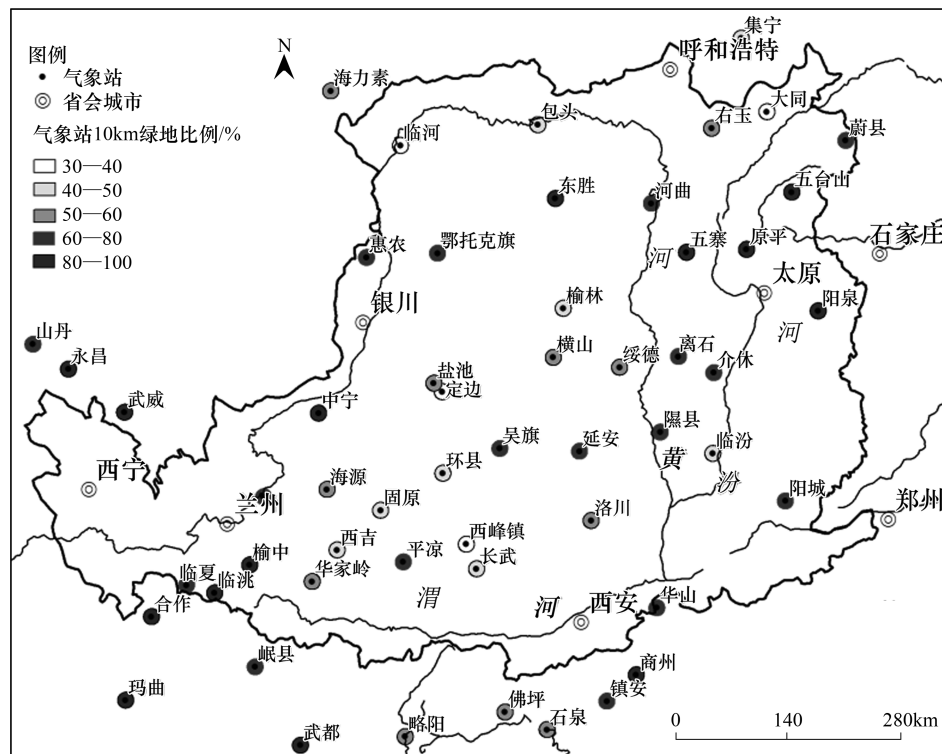 集宁
呼和浩特
N
图例
气象站
省会城市
气象站10km绿地比例/%
30—40
40—50
50—60
60—80
80—100
海力素
包头
大同
右玉
临河
蔚县
东胜
河曲
五台山
惠农
鄂托克旗
河
五寨
原平
石家庄
太原
银川
榆林
阳泉
河
山丹
横山
绥德
离石
永昌
盐池
介休
定边
武威
中宁
吴旗
延安
隰县
临汾
黄
西宁
海源
环县
汾
兰州
固原
洛川
阳城
郑州
西吉
西峰镇
榆中
平凉
长武
临夏
临洮
华家岭
合作
渭
河
西安
华山
岷县
商州
玛曲
佛坪
镇安
武都
略阳
石泉
0
140
280km